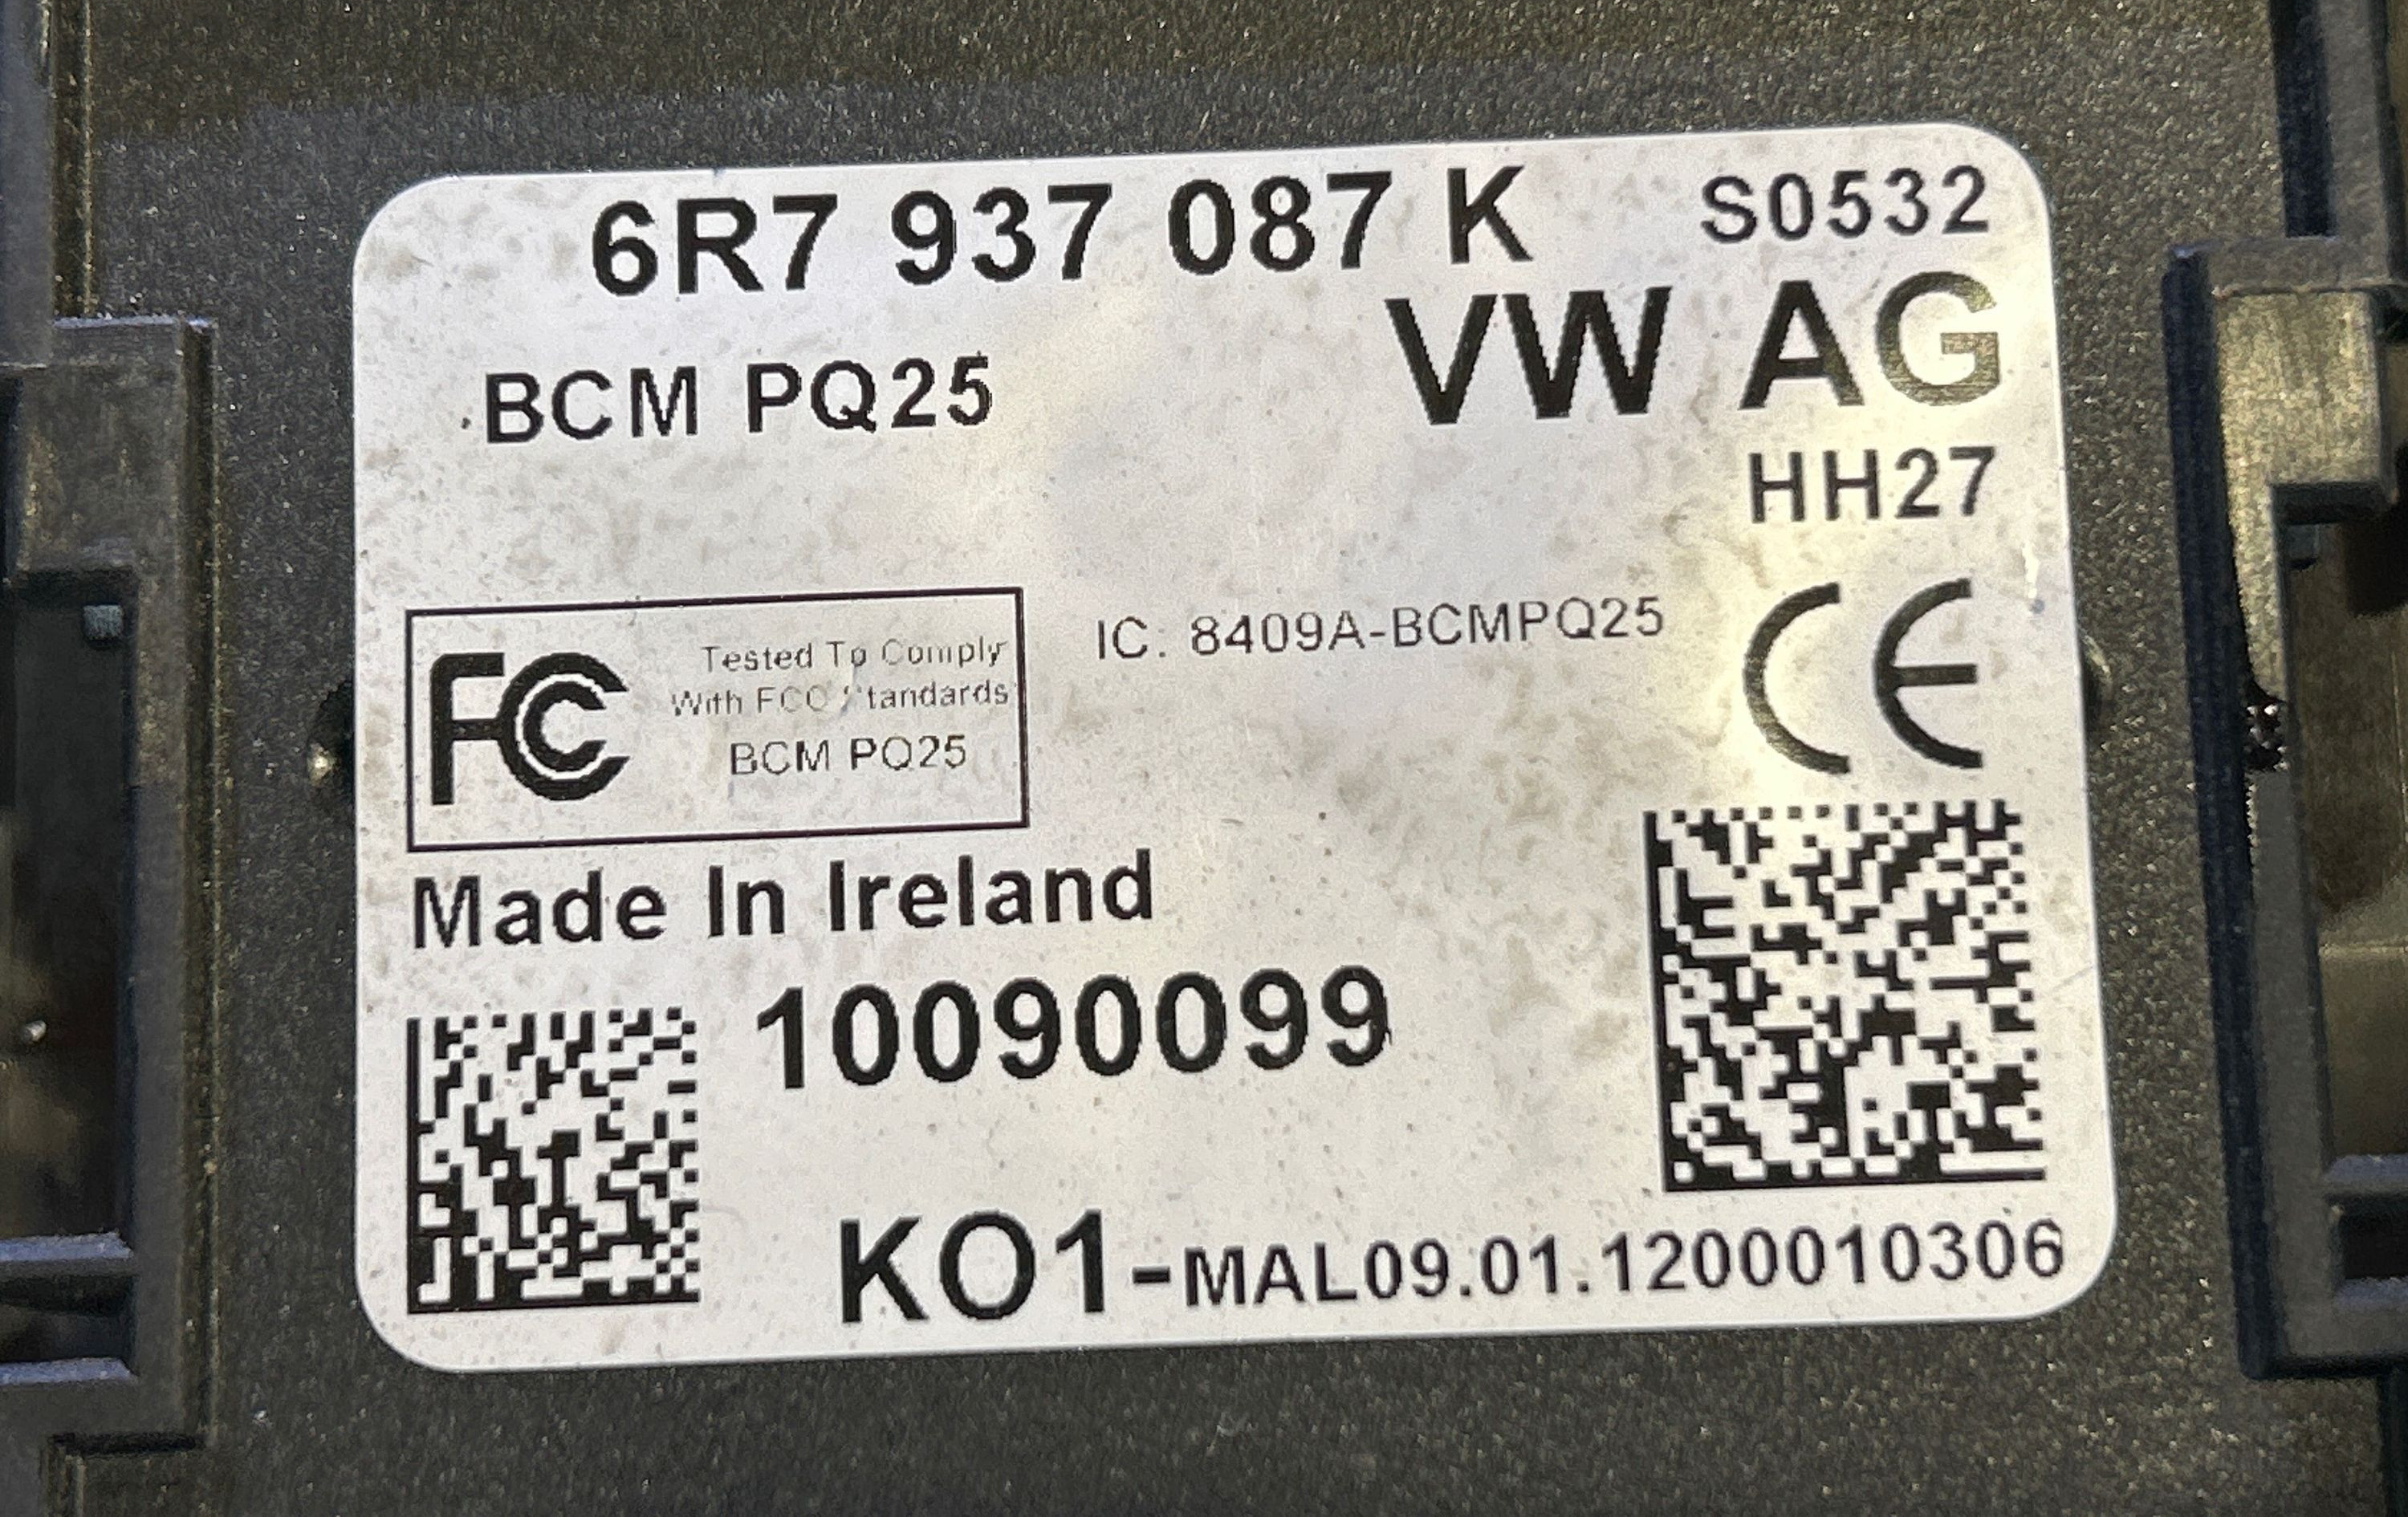 6R7 937 087 K S0532
BCM PQ25 VW AG
HH27
FC Tested To Comply
With FCC Standards
BCM PQ25
IC: 8409A-BCMPQ25 CE
Made In Ireland
10090099
KO1-MAL09.01.1200010306